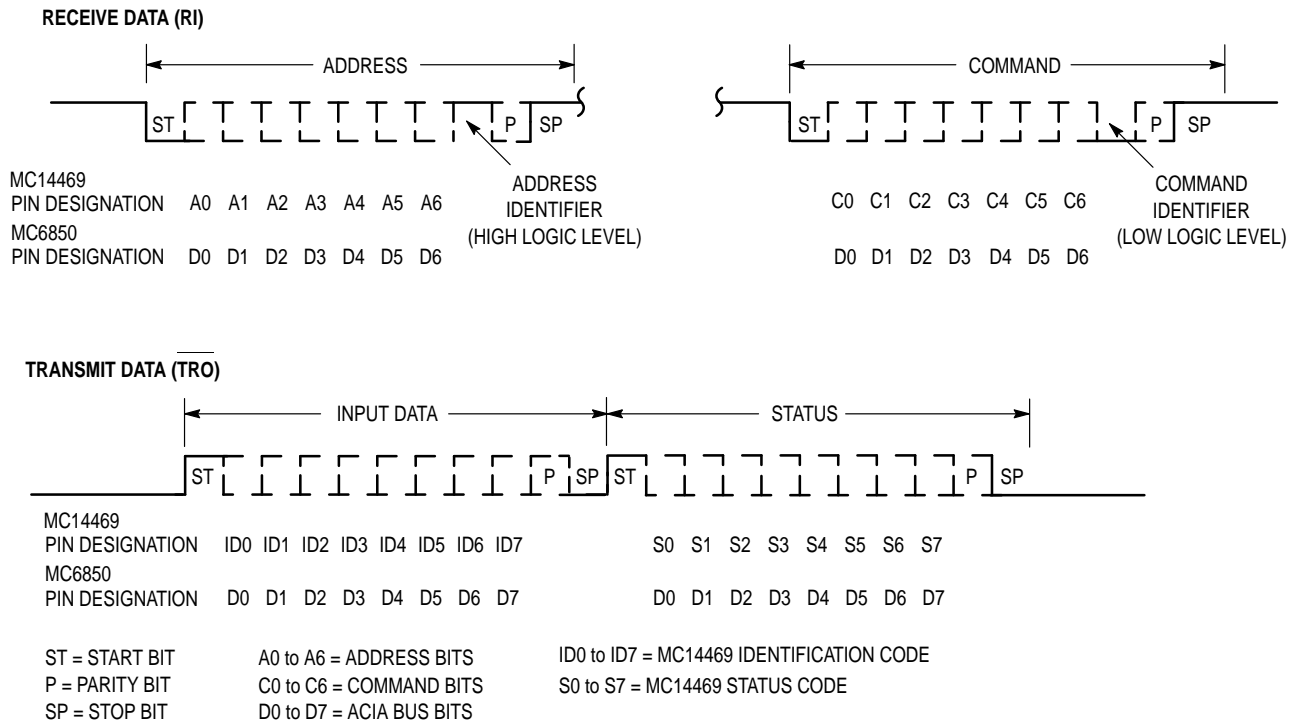 RECEIVE DATA (RI)
ADDRESS
COMMAND
ST P SP
ST P SP
MC14469
PIN DESIGNATION A0 A1 A2 A3 A4 A5 A6
MC6850
PIN DESIGNATION D0 D1 D2 D3 D4 D5 D6
ADDRESS
IDENTIFIER
(HIGH LOGIC LEVEL)
C0 C1 C2 C3 C4 C5 C6
D0 D1 D2 D3 D4 D5 D6
COMMAND
IDENTIFIER
(LOW LOGIC LEVEL)
TRANSMIT DATA (T̅R̅O̅)
INPUT DATA
STATUS
ST P SP ST P SP
MC14469
PIN DESIGNATION ID0 ID1 ID2 ID3 ID4 ID5 ID6 ID7 S0 S1 S2 S3 S4 S5 S6 S7
MC6850
PIN DESIGNATION D0 D1 D2 D3 D4 D5 D6 D7 D0 D1 D2 D3 D4 D5 D6 D7
ST = START BIT
P = PARITY BIT
SP = STOP BIT
A0 to A6 = ADDRESS BITS
C0 to C6 = COMMAND BITS
D0 to D7 = ACIA BUS BITS
ID0 to ID7 = MC14469 IDENTIFICATION CODE
S0 to S7 = MC14469 STATUS CODE